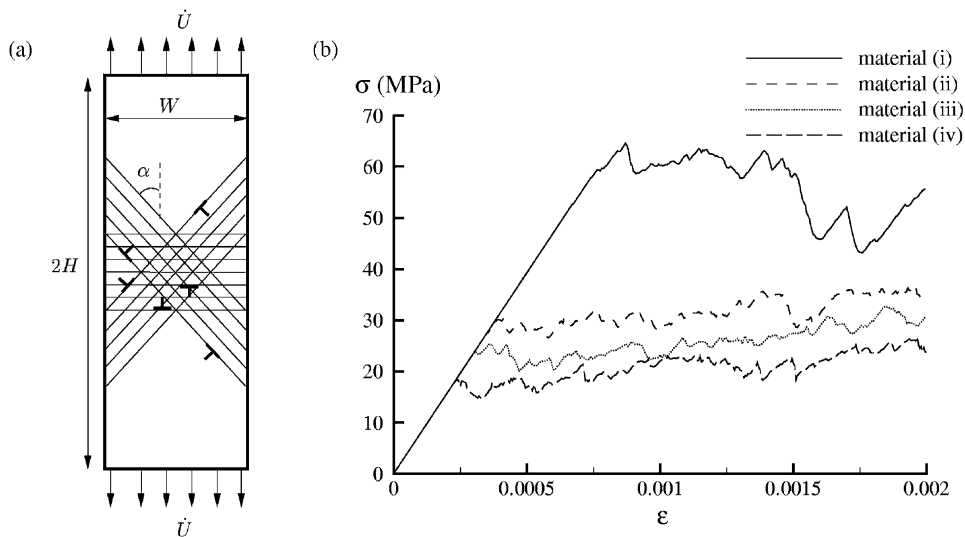 (a)
U̇
W
α
2H
U̇
(b)
material (i)
material (ii)
material (iii)
material (iv)
σ (MPa)
70
60
50
40
30
20
10
0
0 0.0005 0.001 0.0015 0.002
ε